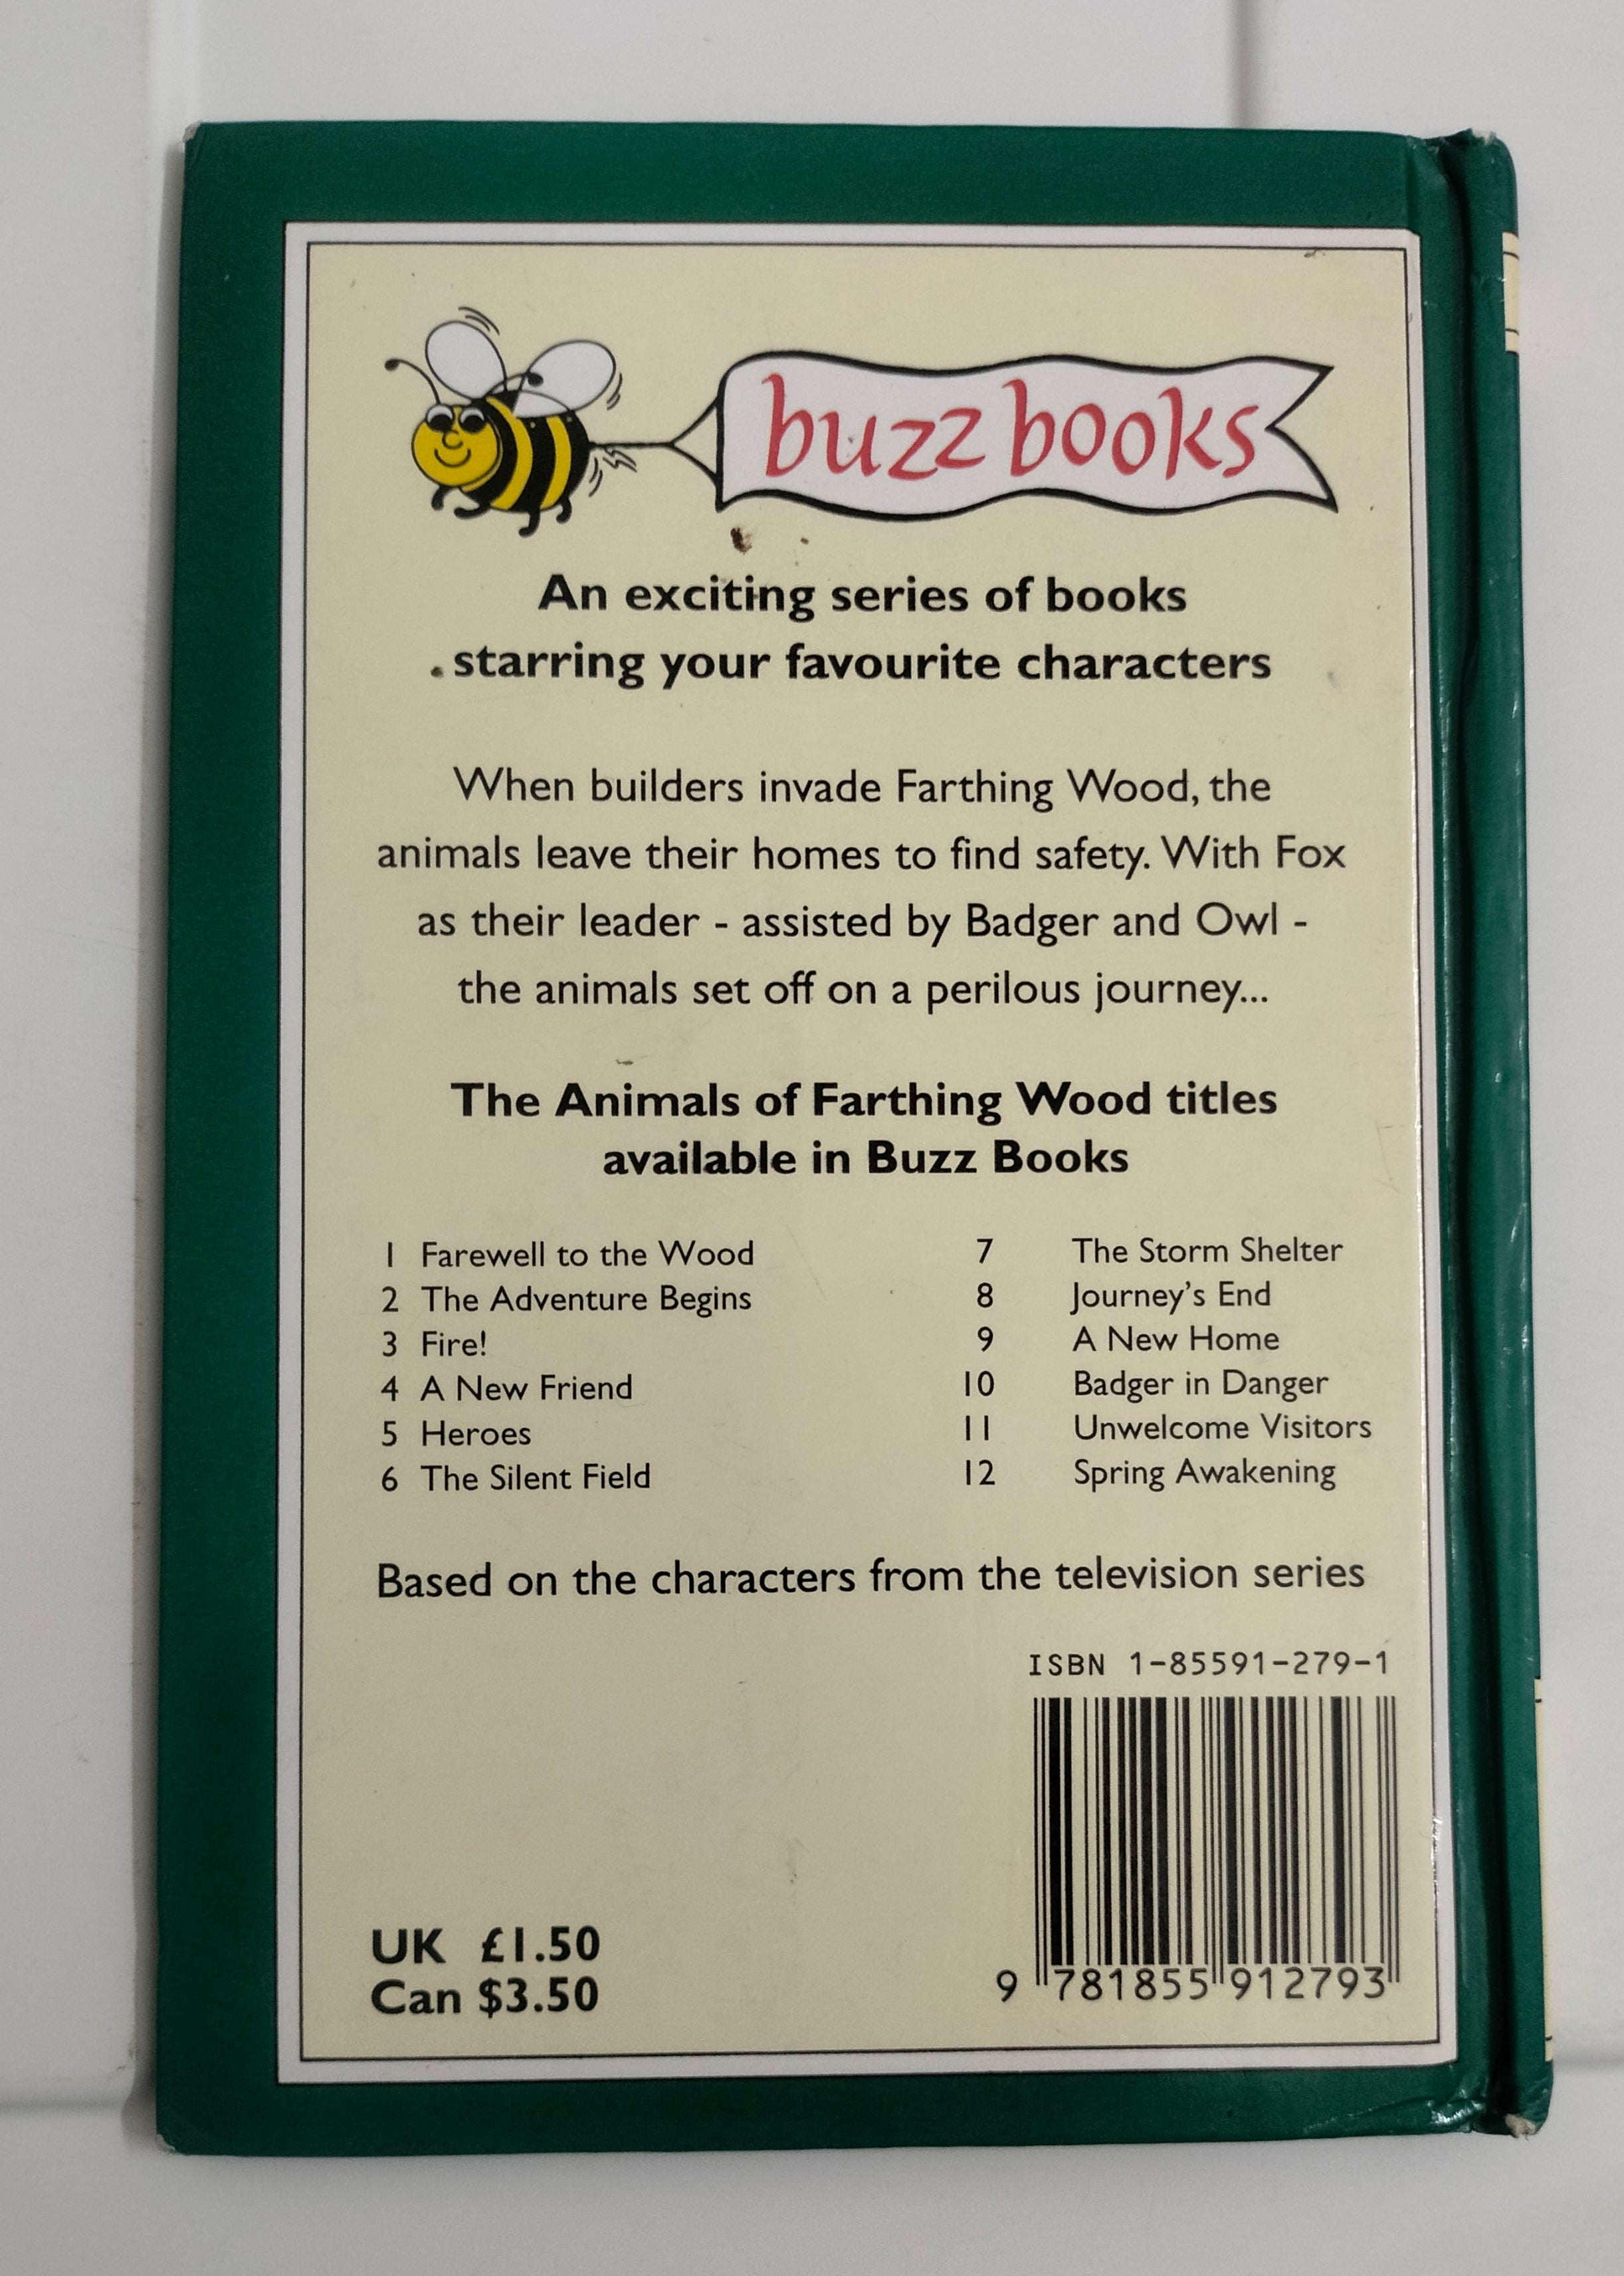 buzz books
An exciting series of books
starring your favourite characters
When builders invade Farthing Wood, the
animals leave their homes to find safety. With Fox
as their leader - assisted by Badger and Owl -
the animals set off on a perilous journey...
The Animals of Farthing Wood titles
available in Buzz Books
1 Farewell to the Wood
2 The Adventure Begins
3 Fire!
4 A New Friend
5 Heroes
6 The Silent Field
7 The Storm Shelter
8 Journey's End
9 A New Home
10 Badger in Danger
11 Unwelcome Visitors
12 Spring Awakening
Based on the characters from the television series
ISBN 1-85591-279-1
9 781855 912793
UK £1.50
Can $3.50